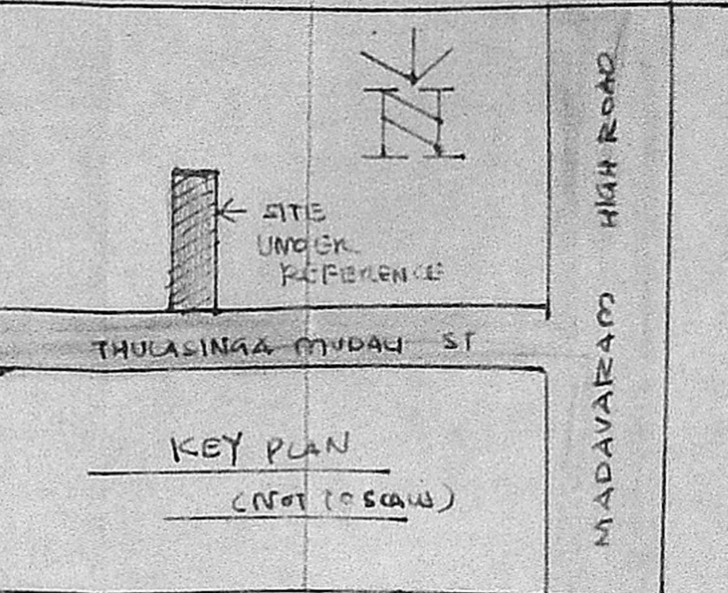 N
SITE
UNDER
REFERENCE
THULASINGA MUDALI ST
MADAVARAM HIGH ROAD
KEY PLAN
(NOT TO SCALE)